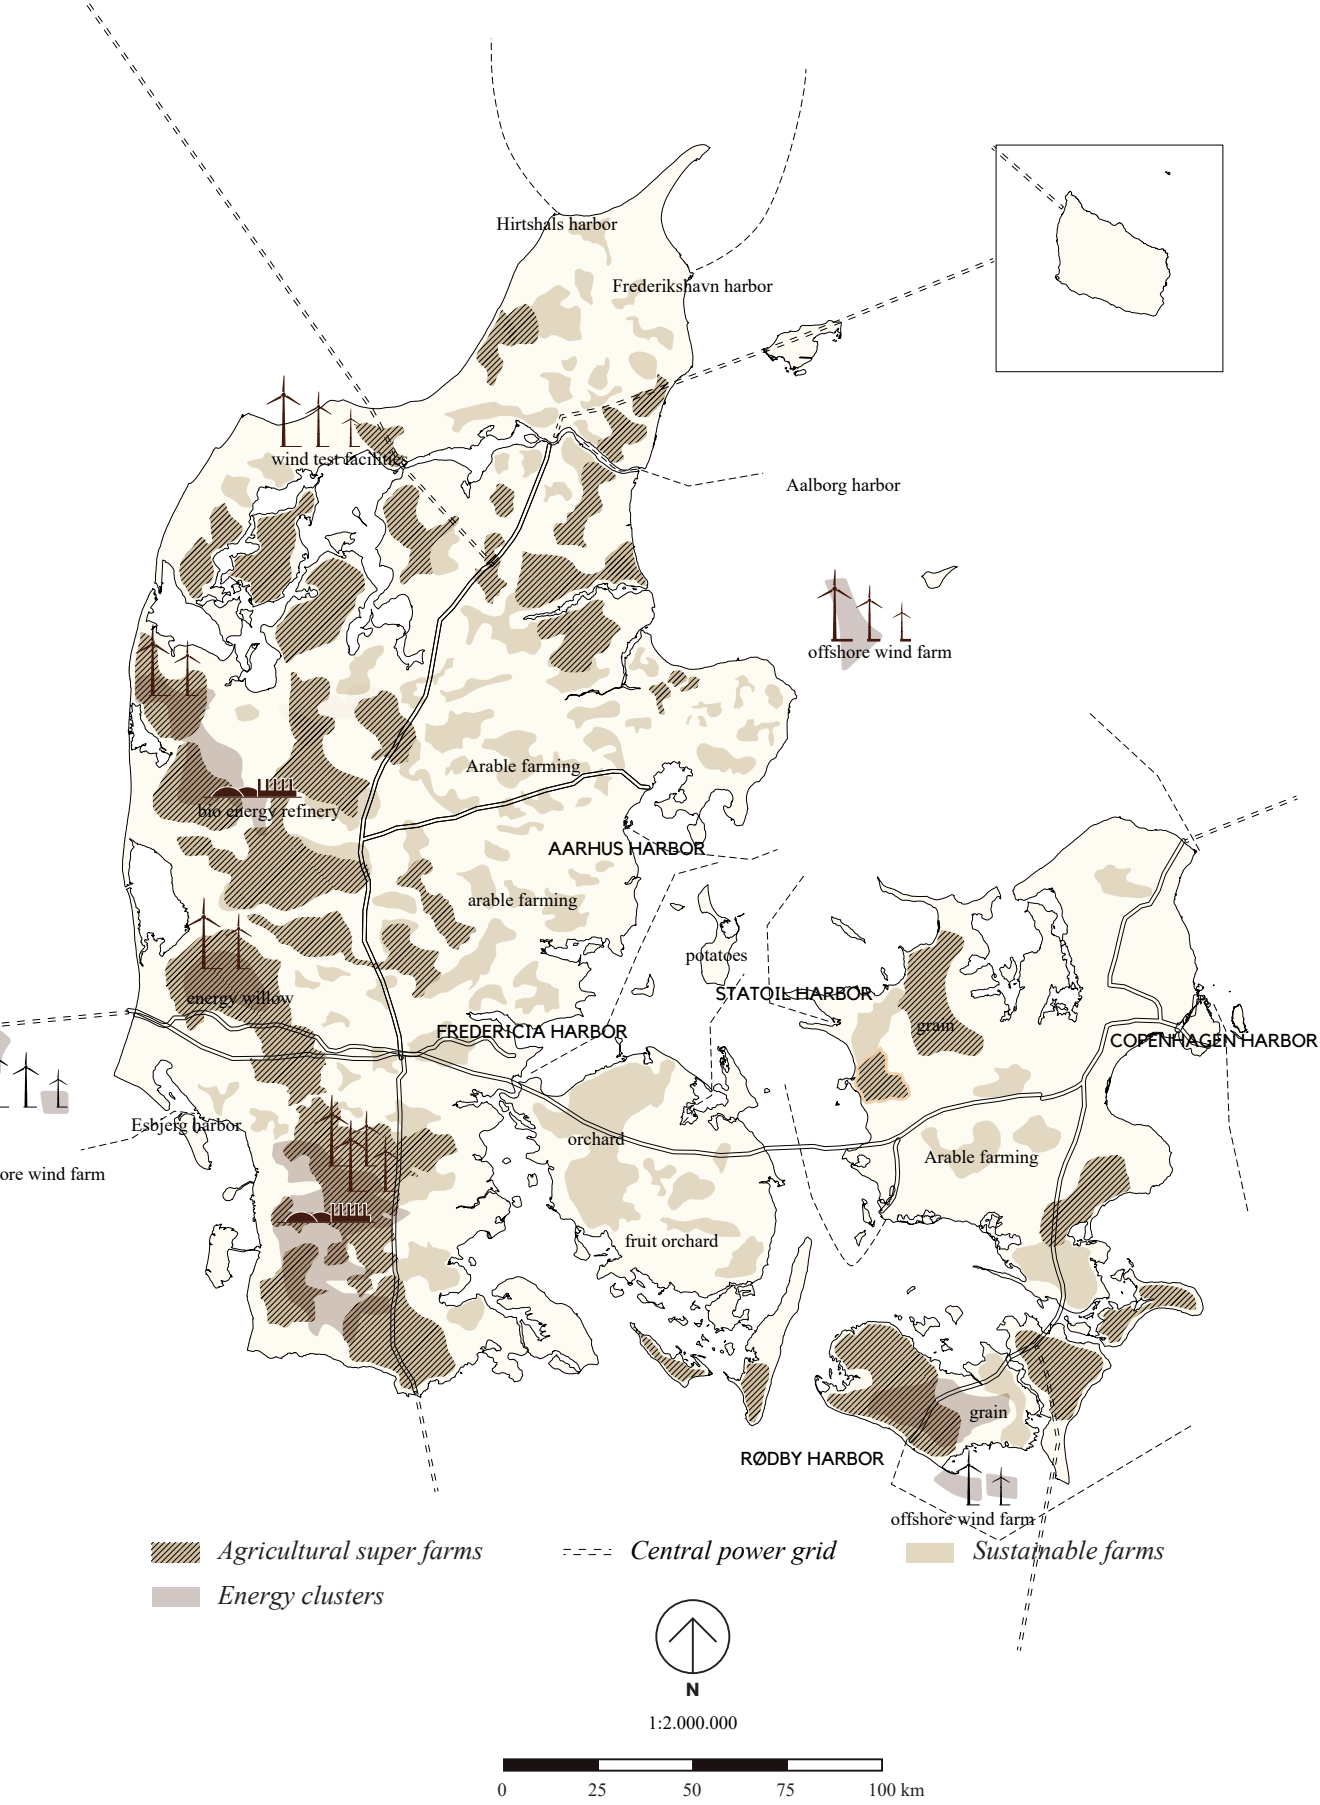 Hirtshals harbor
Frederikshavn harbor
wind test facilities
Aalborg harbor
offshore wind farm
Arable farming
bio energy refinery
AARHUS HARBOR
arable farming
potatoes
STATOIL HARBOR
energy willow
grain
FREDERICIA HARBOR
COPENHAGEN HARBOR
Esbjerg harbor
orchard
Arable farming
ore wind farm
fruit orchard
grain
RØDBY HARBOR
offshore wind farm
Agricultural super farms
Central power grid
Sustainable farms
Energy clusters
N
1:2.000.000
0 25 50 75 100 km